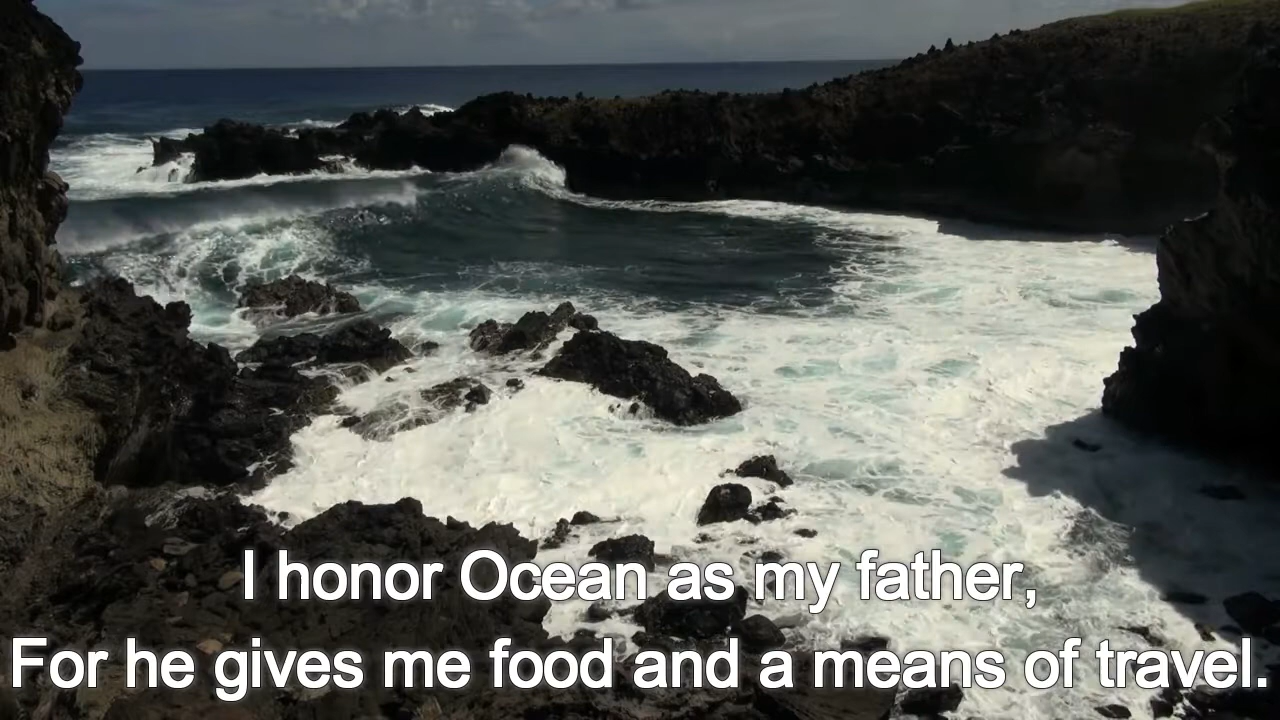 I honor Ocean as my father,
For he gives me food and a means of travel.